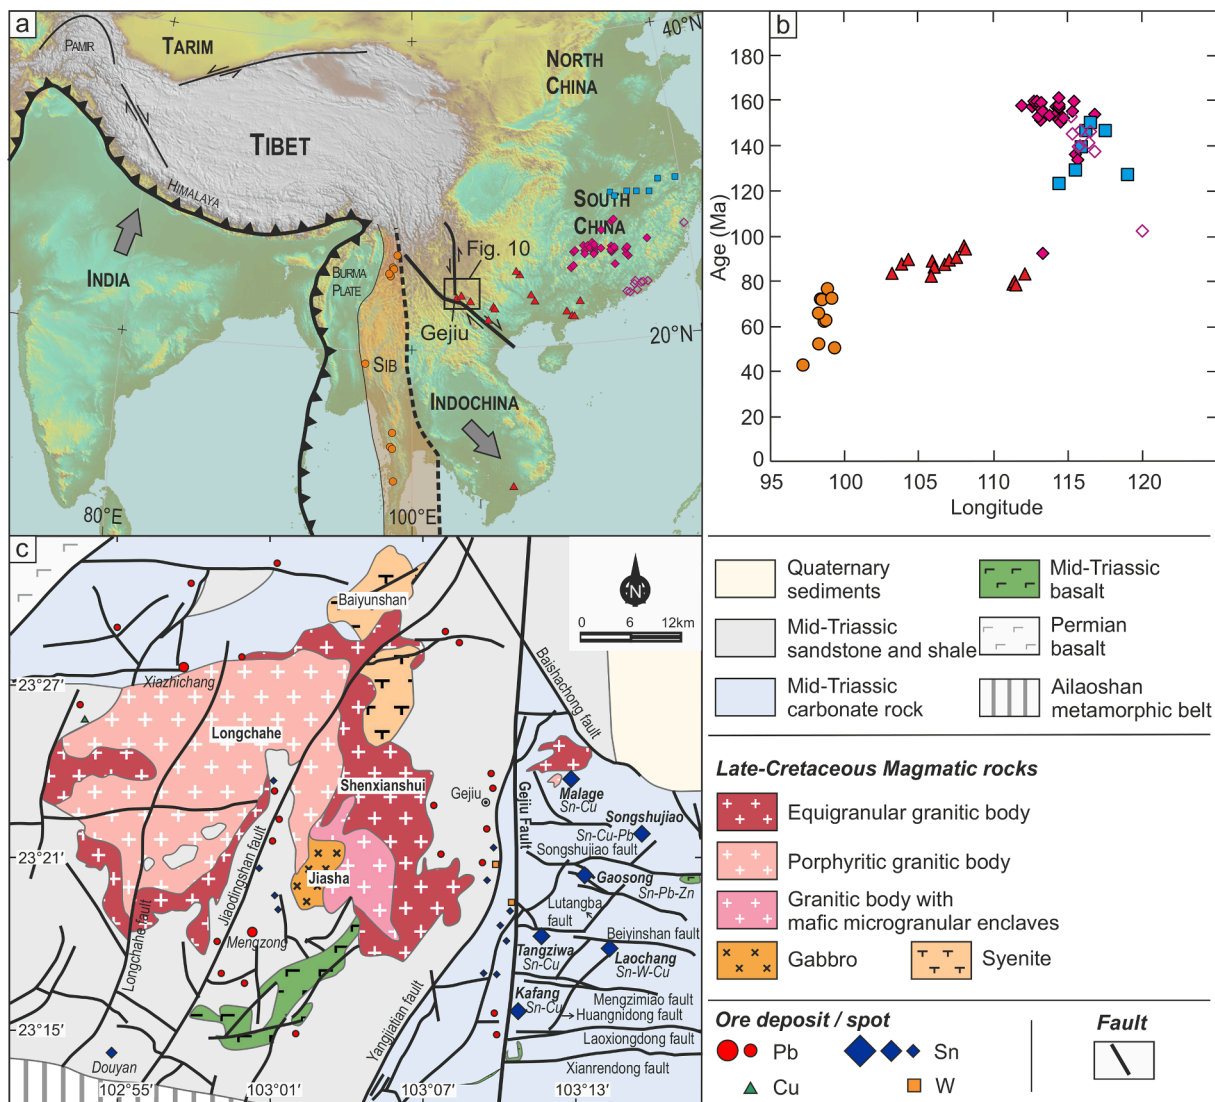 a
PAMIR
TARIM
40°N
NORTH
CHINA
TIBET
HIMALAYA
SOUTH
CHINA
Fig. 10
INDIA
BURMA
PLATE
Gejiu
20°N
SIB
INDOCHINA
80°E
100°E
b
180
160
140
120
100
80
60
40
20
0
Age (Ma)
95
100
105
110
115
120
Longitude
c
Baiyunshan
N
0
6
12km
Baishachong fault
23°27′
Xiazhichang
Longchahe
Shenxianshui
Gejiu
Gejiu Fault
Malage
Sn-Cu
Songshujiao
Sn-Cu-Pb
Songshujiao fault
23°21′
Jiasha
Gaosong
Sn-Pb-Zn
Jiaodingshan fault
Lutangba
fault
Longchahe fault
Mengzong
Beiyinshan fault
Tangziwa
Sn-Cu
Laochang
Sn-W-Cu
Kafang
Sn-Cu
Mengzimiao fault
Huangnidong fault
23°15′
Yangjiatian fault
Laoxiongdong fault
Douyan
Xianrendong fault
102°55′
103°01′
103°07′
103°13′
Quaternary
sediments
Mid-Triassic
sandstone and shale
Mid-Triassic
carbonate rock
Mid-Triassic
basalt
Permian
basalt
Ailaoshan
metamorphic belt
Late-Cretaceous Magmatic rocks
Equigranular granitic body
Porphyritic granitic body
Granitic body with
mafic microgranular enclaves
Gabbro
Syenite
Ore deposit / spot
Fault
Pb
Sn
Cu
W